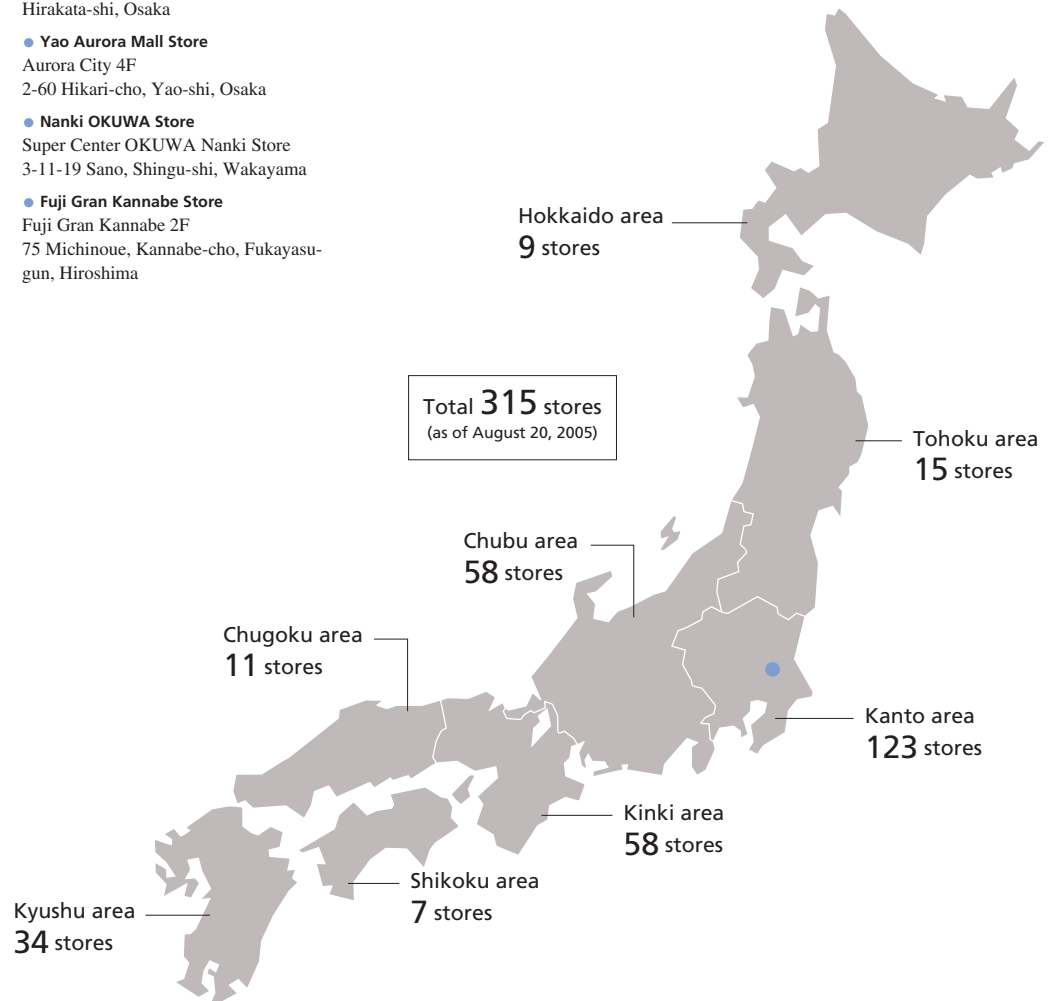 Hirakata-shi, Osaka
● Yao Aurora Mall Store
Aurora City 4F
2-60 Hikari-cho, Yao-shi, Osaka
● Nanki OKUWA Store
Super Center OKUWA Nanki Store
3-11-19 Sano, Shingu-shi, Wakayama
● Fuji Gran Kannabe Store
Fuji Gran Kannabe 2F
75 Michinoue, Kannabe-cho, Fukayasu-
gun, Hiroshima
Hokkaido area
9 stores
Total 315 stores
(as of August 20, 2005)
Tohoku area
15 stores
Chubu area
58 stores
Chugoku area
11 stores
Kanto area
123 stores
Kinki area
58 stores
Shikoku area
7 stores
Kyushu area
34 stores